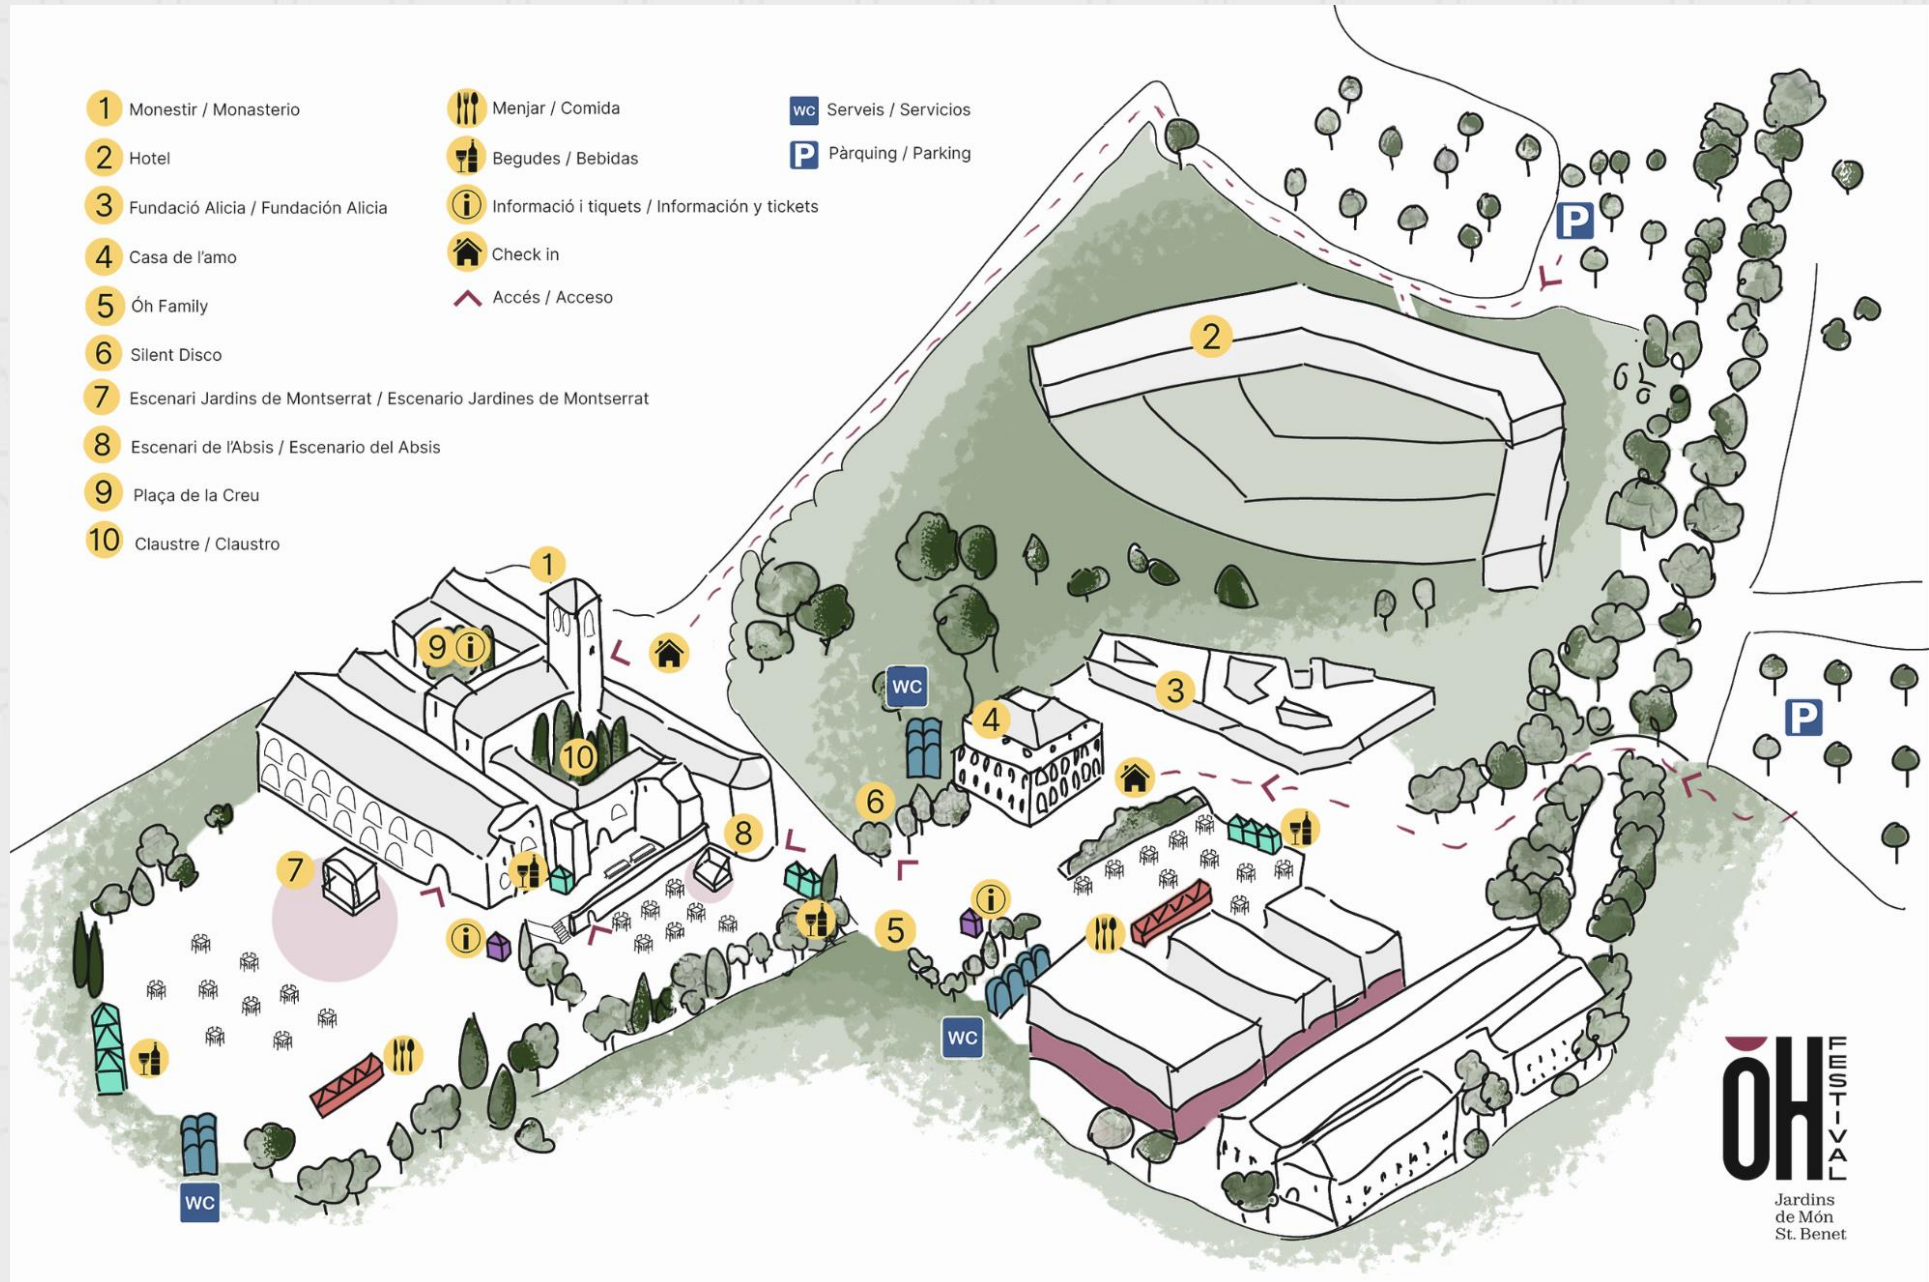 1 Monestir / Monasterio
2 Hotel
3 Fundació Alicia / Fundación Alicia
4 Casa de l'amo
5 Óh Family
6 Silent Disco
7 Escenari Jardins de Montserrat / Escenario Jardines de Montserrat
8 Escenari de l'Absis / Escenario del Absis
9 Plaça de la Creu
10 Claustre / Claustro
Menjar / Comida
Begudes / Bebidas
i Informació i tiquets / Información y tickets
Check in
Accés / Acceso
WC Serveis / Servicios
P Pàrquing / Parking
P
2
1
9 i
WC
3
4
P
10
6
8
7
i
5
i
WC
WC
ÓH
FESTIVAL
Jardins
de Món
St. Benet